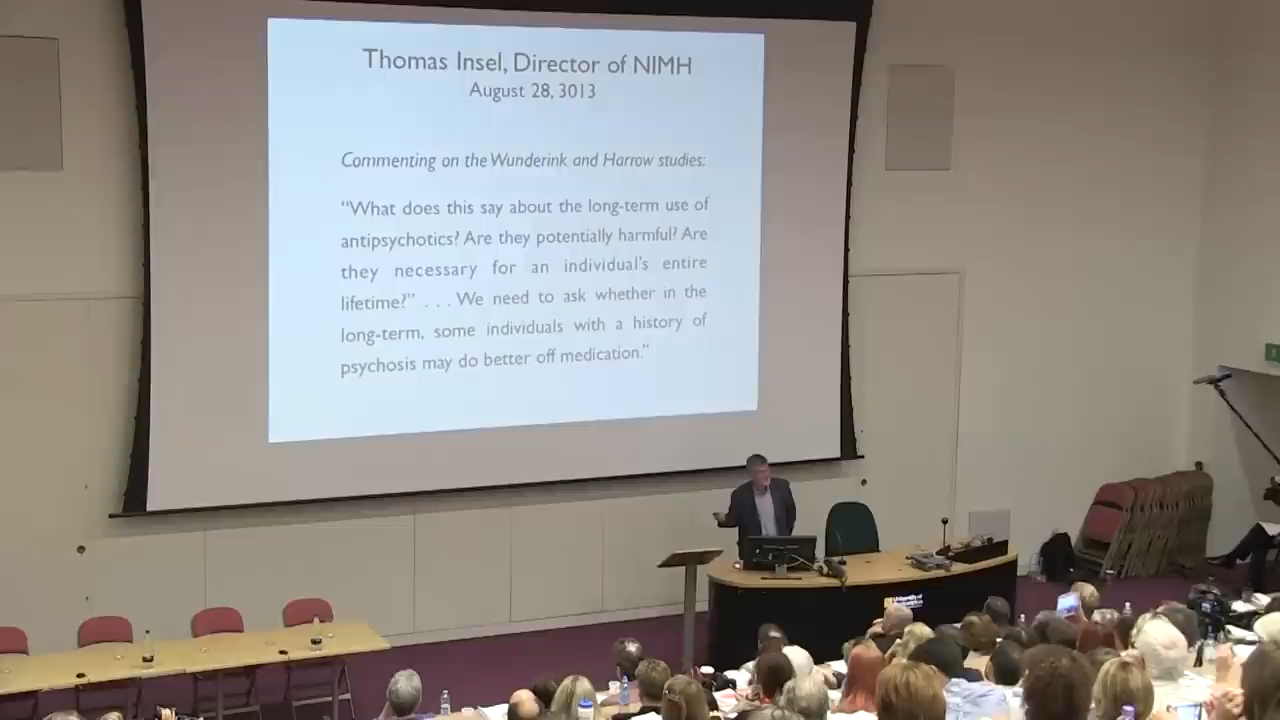 Thomas Insel, Director of NIMH
August 28, 3013
Commenting on the Wunderink and Harrow studies:
“What does this say about the long-term use of
antipsychotics? Are they potentially harmful? Are
they necessary for an individual’s entire
lifetime?” . . . We need to ask whether in the
long-term, some individuals with a history of
psychosis may do better off medication.”
University of